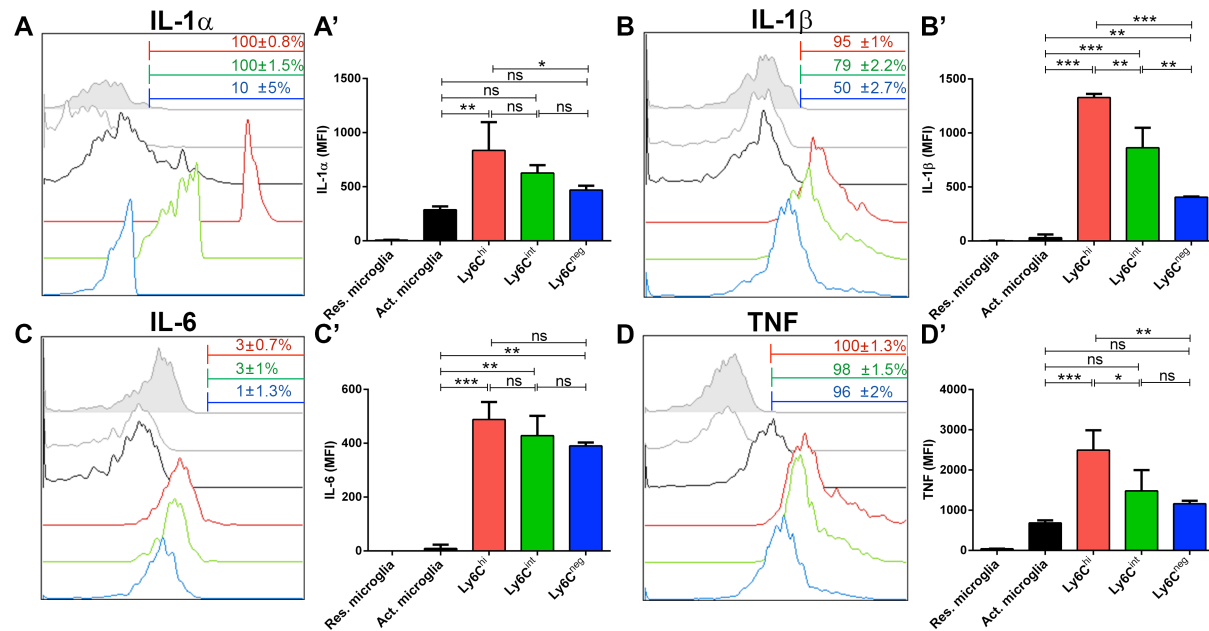 A IL-1α
100±0.8%
100±1.5%
10 ±5%
A'
*
ns
ns
** ns ns
1500
1000
500
0
IL-1α (MFI)
Res. microglia
Act. microglia
Ly6Chi
Ly6Cint
Ly6Cneg
B IL-1β
95 ±1%
79 ±2.2%
50 ±2.7%
B'
***
**
***
*** ** **
1500
1000
500
0
IL-1β (MFI)
Res. microglia
Act. microglia
Ly6Chi
Ly6Cint
Ly6Cneg
C IL-6
3±0.7%
3±1%
1±1.3%
C'
ns
**
**
*** ns ns
600
400
200
0
IL-6 (MFI)
Res. microglia
Act. microglia
Ly6Chi
Ly6Cint
Ly6Cneg
D TNF
100±1.3%
98 ±1.5%
96 ±2%
D'
**
ns
ns
*** * ns
4000
3000
2000
1000
0
TNF (MFI)
Res. microglia
Act. microglia
Ly6Chi
Ly6Cint
Ly6Cneg